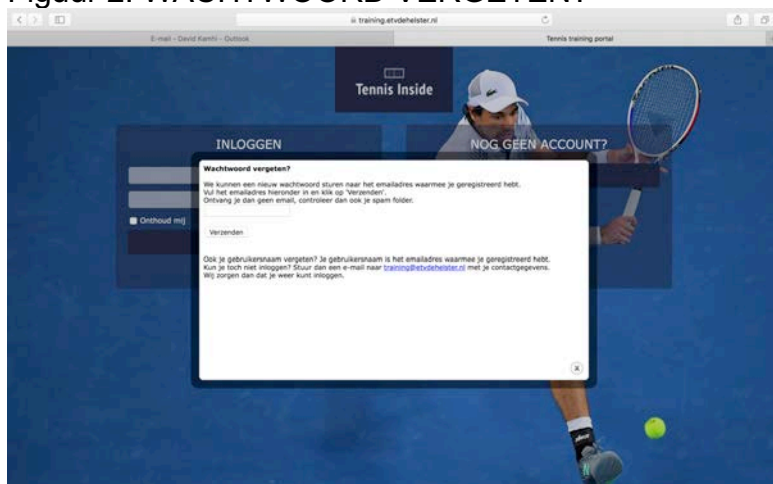 Figuur 2: WACHTWOORD VERGETEN?
training.etvdeheister.nl
E-mail - David Kamhi - Outlook
Tennis training portal
Tennis Inside
INLOGGEN
NOG GEEN ACCOUNT?
Wachtwoord vergeten?
We kunnen een nieuw wachtwoord sturen naar het emailadres waarmee je geregistreerd hebt.
Vul het emailadres hieronder in en klik op 'Verzenden'.
Ontvang je dan geen email, controleer dan ook je spam folder.
Onthoud mij
Verzenden
Ook je gebruikersnaam vergeten? Je gebruikersnaam is het emailadres waarmee je geregistreerd hebt.
Kun je toch niet inloggen? Stuur dan een e-mail naar training@etvdeheister.nl met je contactgegevens.
Wij zorgen dan dat je weer kunt inloggen.
x